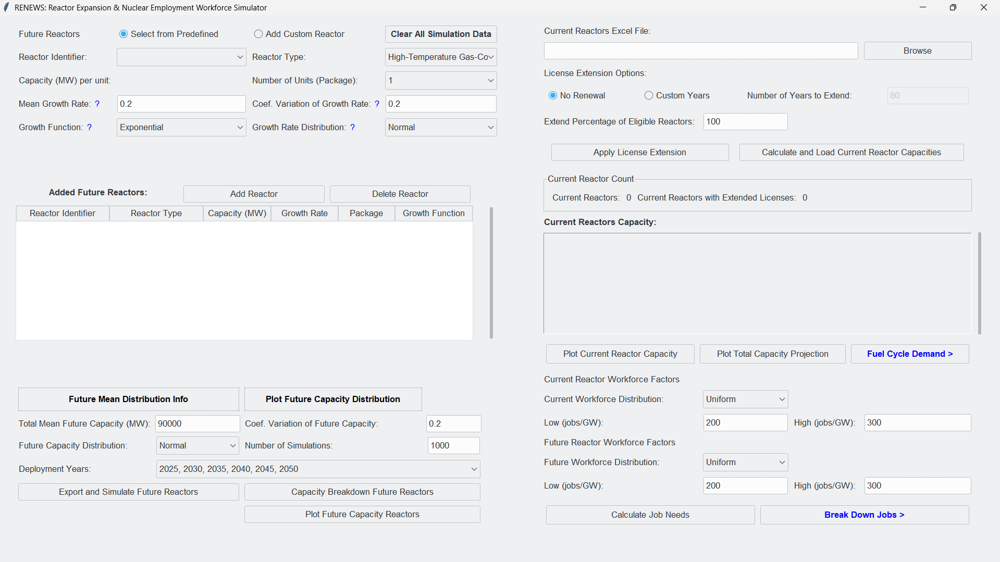 RENEWS: Reactor Expansion & Nuclear Employment Workforce Simulator
Future Reactors Select from Predefined Add Custom Reactor Clear All Simulation Data
Reactor Identifier: Reactor Type: High-Temperature Gas-Co
Capacity (MW) per unit: Number of Units (Package): 1
Mean Growth Rate: ? 0.2 Coef. Variation of Growth Rate: ? 0.2
Growth Function: ? Exponential Growth Rate Distribution: ? Normal
Added Future Reactors: Add Reactor Delete Reactor
Reactor Identifier Reactor Type Capacity (MW) Growth Rate Package Growth Function
Future Mean Distribution Info Plot Future Capacity Distribution
Total Mean Future Capacity (MW): 90000 Coef. Variation of Future Capacity: 0.2
Future Capacity Distribution: Normal Number of Simulations: 1000
Deployment Years: 2025, 2030, 2035, 2040, 2045, 2050
Export and Simulate Future Reactors Capacity Breakdown Future Reactors
Plot Future Capacity Reactors
Current Reactors Excel File:
Browse
License Extension Options:
No Renewal Custom Years Number of Years to Extend: 80
Extend Percentage of Eligible Reactors: 100
Apply License Extension Calculate and Load Current Reactor Capacities
Current Reactor Count
Current Reactors: 0 Current Reactors with Extended Licenses: 0
Current Reactors Capacity:
Plot Current Reactor Capacity Plot Total Capacity Projection Fuel Cycle Demand >
Current Reactor Workforce Factors
Current Workforce Distribution: Uniform
Low (jobs/GW): 200 High (jobs/GW): 300
Future Reactor Workforce Factors
Future Workforce Distribution: Uniform
Low (jobs/GW): 200 High (jobs/GW): 300
Calculate Job Needs Break Down Jobs >